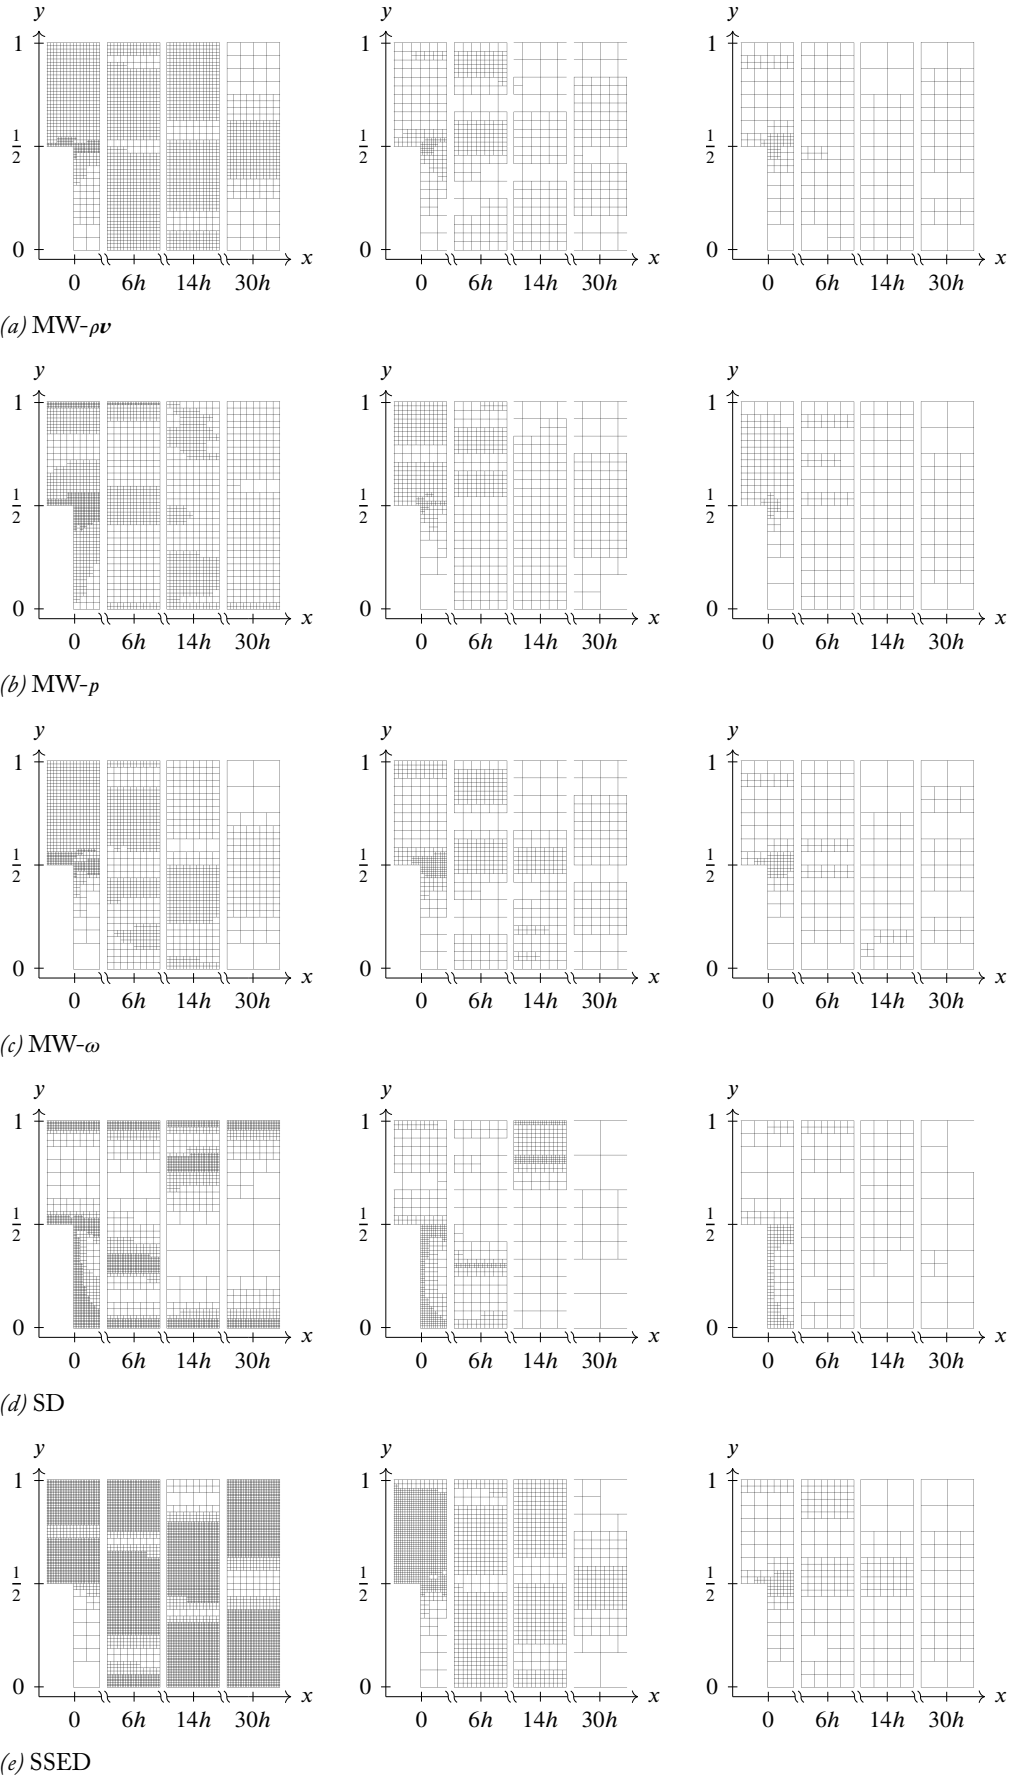 y y y
1 1 1
1/2 1/2 1/2
0 0 0
0 6h 14h 30h x 0 6h 14h 30h x 0 6h 14h 30h x
(a) MW-ρv
y y y
1 1 1
1/2 1/2 1/2
0 0 0
0 6h 14h 30h x 0 6h 14h 30h x 0 6h 14h 30h x
(b) MW-p
y y y
1 1 1
1/2 1/2 1/2
0 0 0
0 6h 14h 30h x 0 6h 14h 30h x 0 6h 14h 30h x
(c) MW-ω
y y y
1 1 1
1/2 1/2 1/2
0 0 0
0 6h 14h 30h x 0 6h 14h 30h x 0 6h 14h 30h x
(d) SD
y y y
1 1 1
1/2 1/2 1/2
0 0 0
0 6h 14h 30h x 0 6h 14h 30h x 0 6h 14h 30h x
(e) SSED